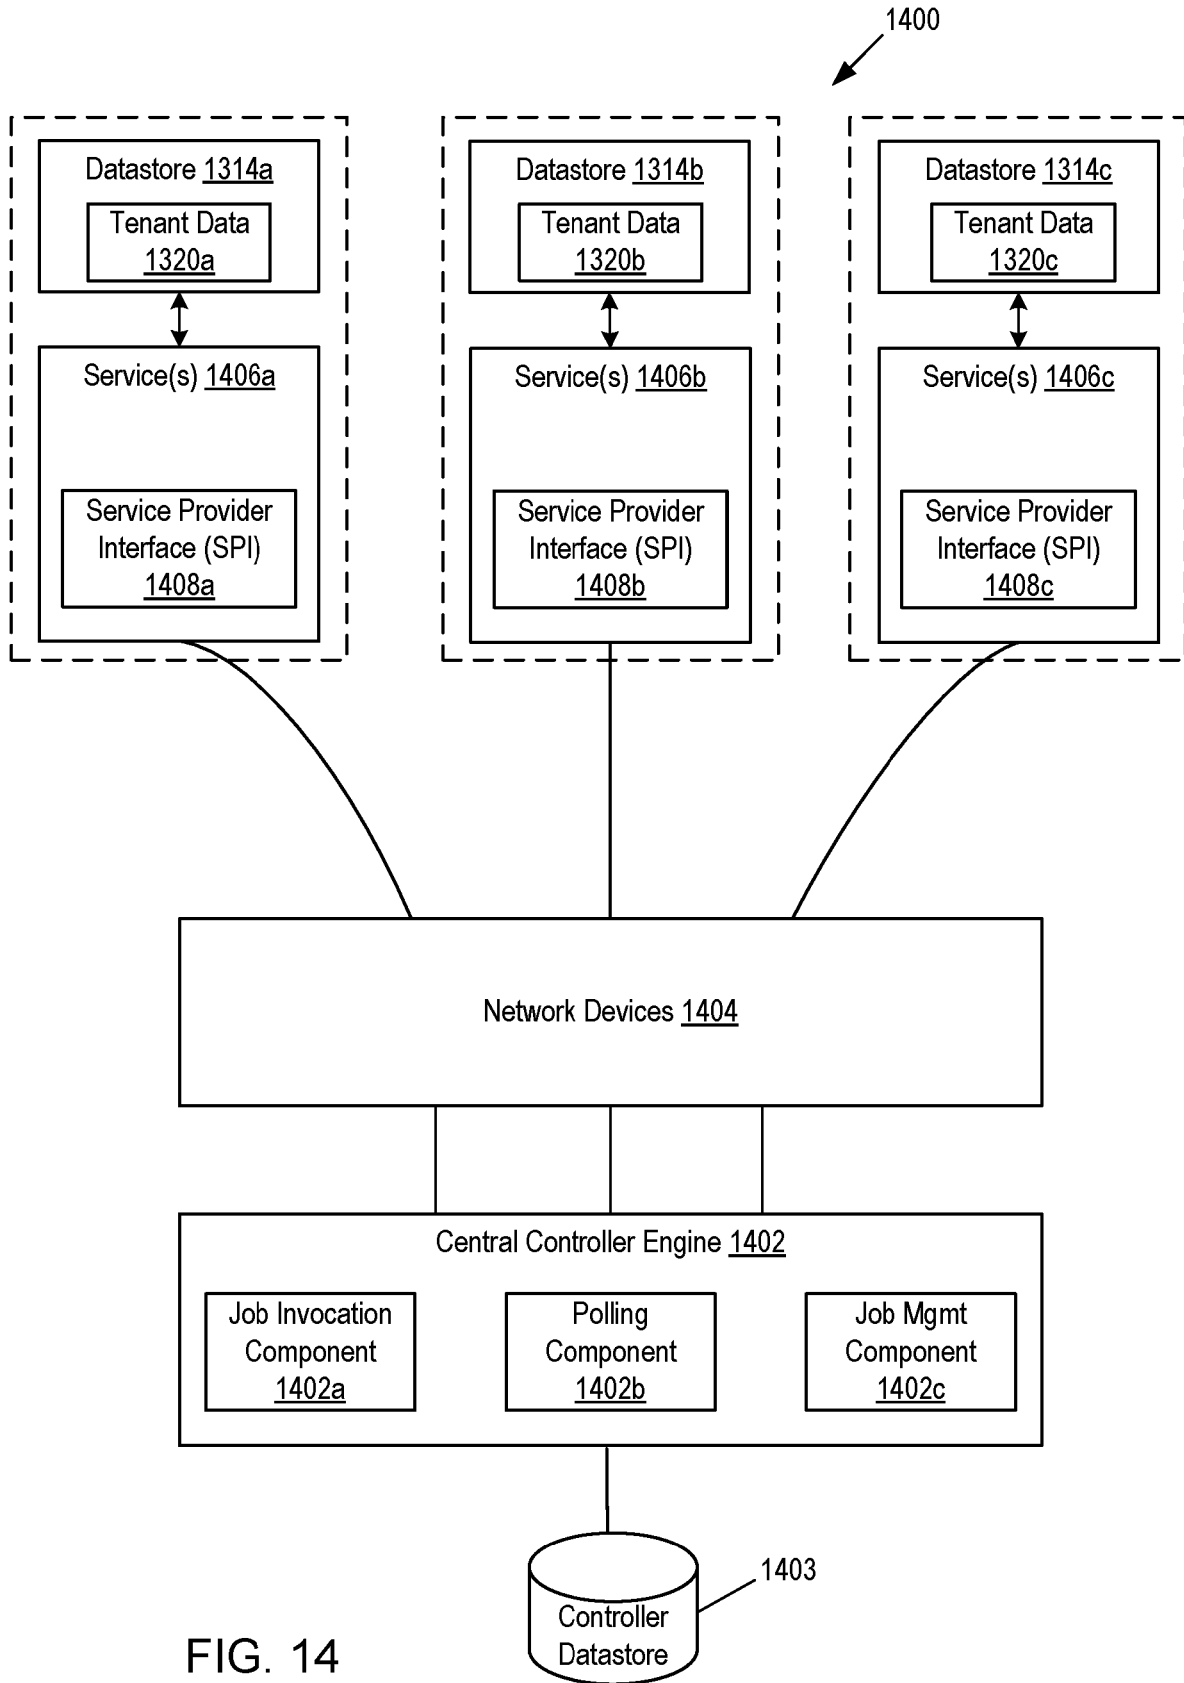 1400
Datastore 1314a
Tenant Data
1320a
Service(s) 1406a
Service Provider
Interface (SPI)
1408a
Datastore 1314b
Tenant Data
1320b
Service(s) 1406b
Service Provider
Interface (SPI)
1408b
Datastore 1314c
Tenant Data
1320c
Service(s) 1406c
Service Provider
Interface (SPI)
1408c
Network Devices 1404
Central Controller Engine 1402
Job Invocation
Component
1402a
Polling
Component
1402b
Job Mgmt
Component
1402c
1403
Controller
Datastore
FIG. 14